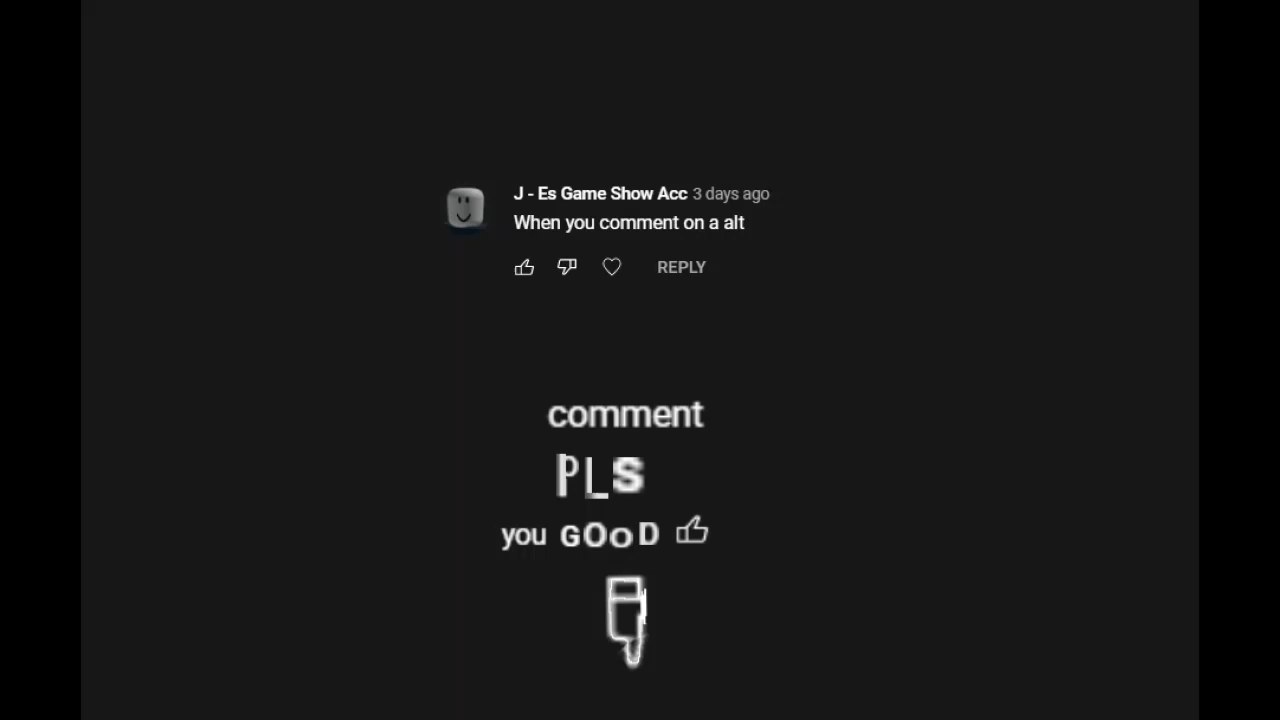 J - Es Game Show Acc 3 days ago
When you comment on a alt
REPLY
comment
PLS
you GOoD